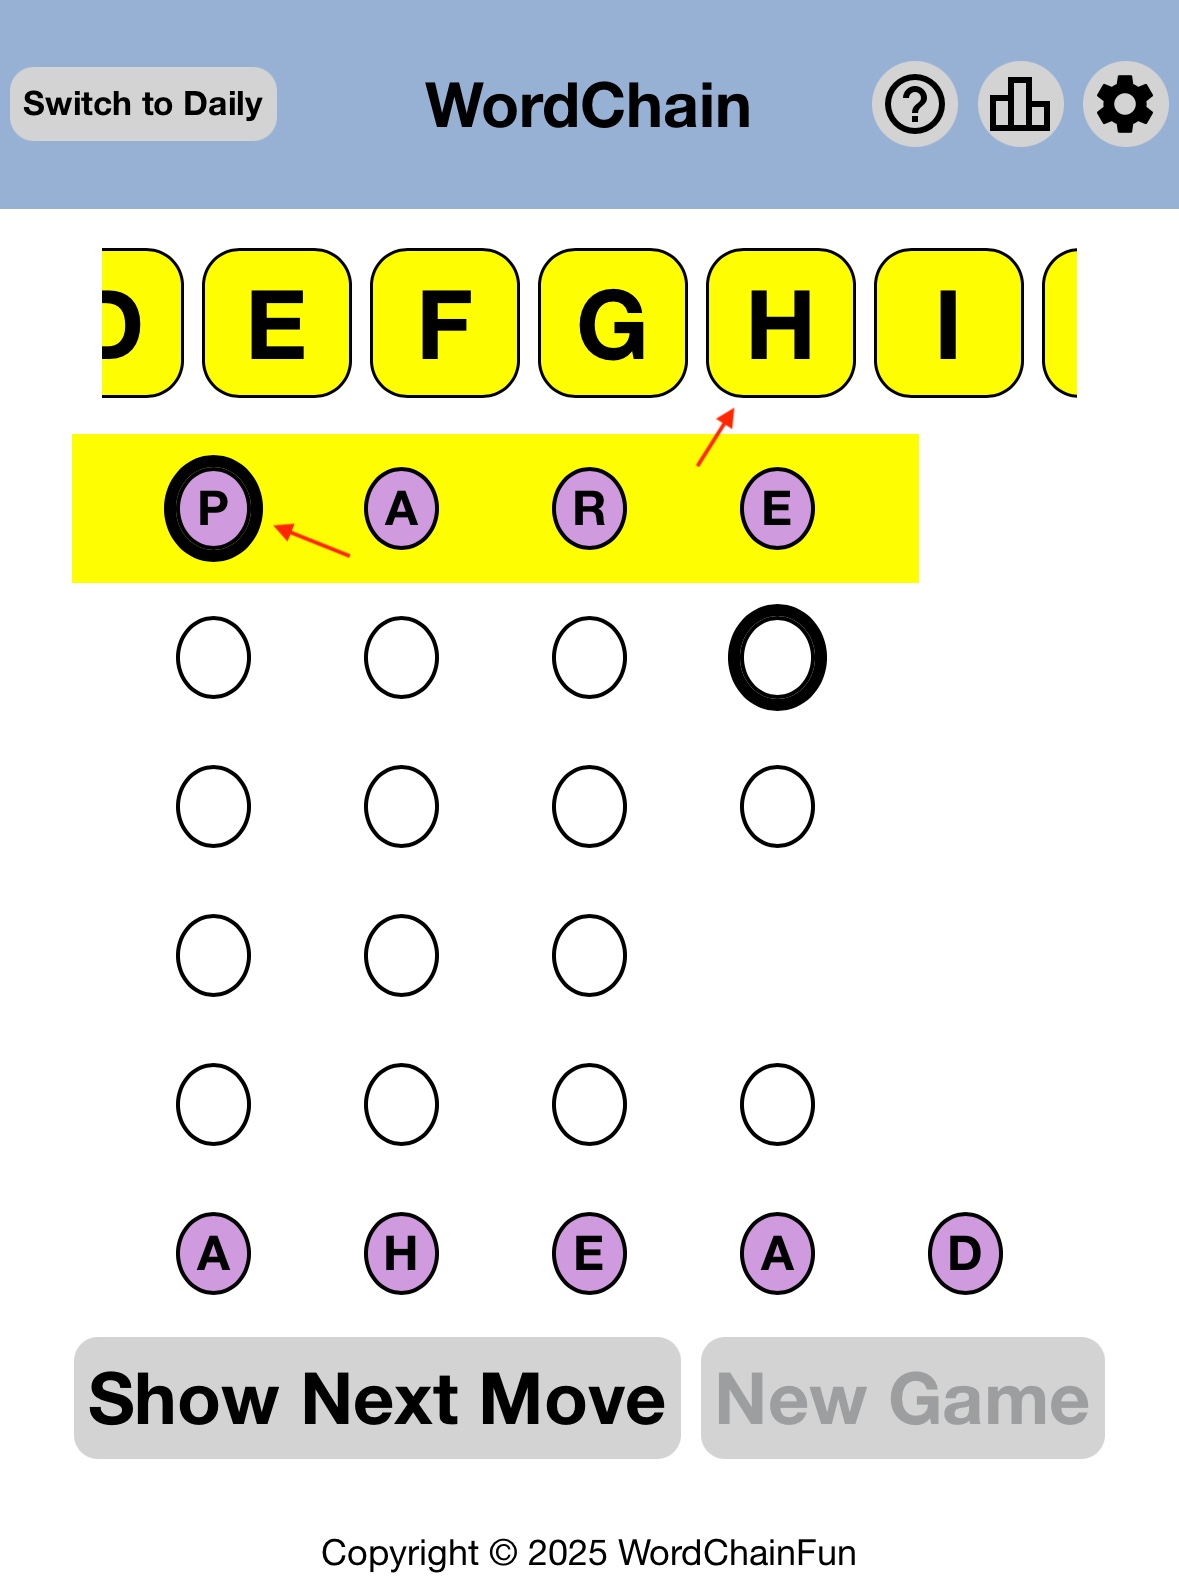 Switch to Daily WordChain ?
D E F G H I
P A R E
A H E A D
Show Next Move New Game
Copyright © 2025 WordChainFun